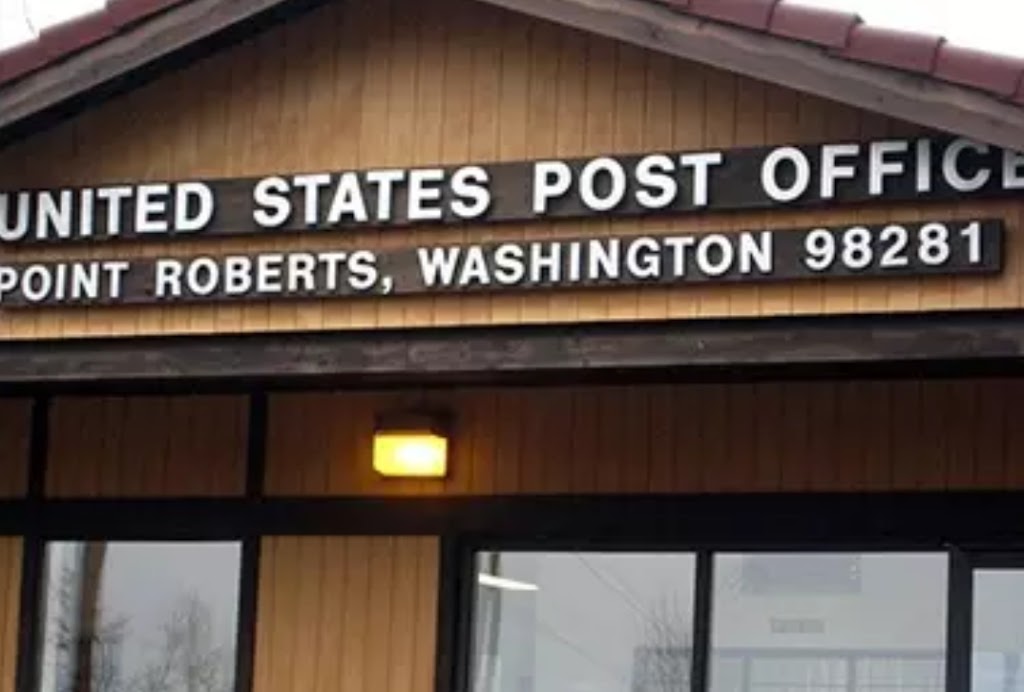 UNITED STATES POST OFFICE
POINT ROBERTS, WASHINGTON 98281